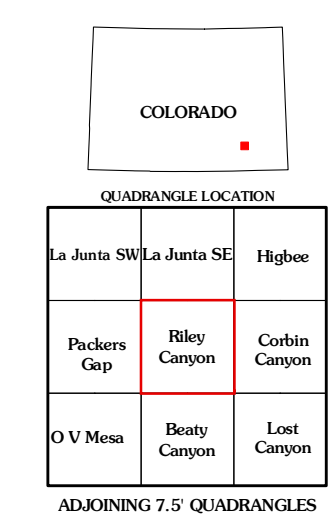 COLORADO
QUADRANGLE LOCATION
La Junta SW La Junta SE Higbee
Packers Gap
Riley Canyon
Corbin Canyon
O V Mesa
Beaty Canyon
Lost Canyon
ADJOINING 7.5' QUADRANGLES